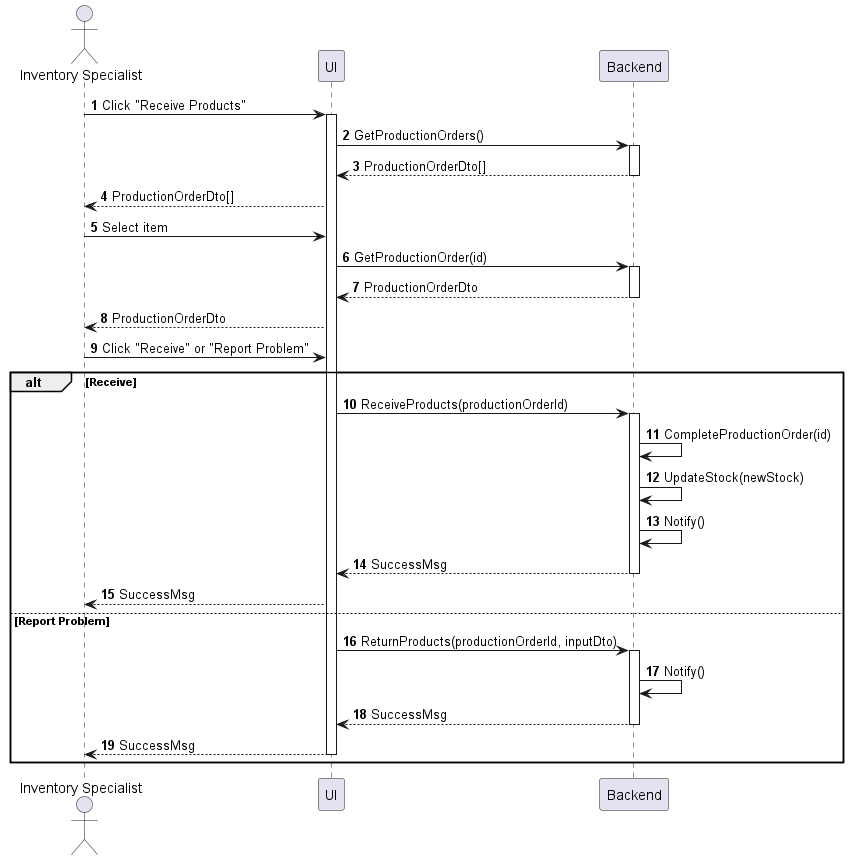 Inventory Specialist
UI
Backend
1 Click "Receive Products"
2 GetProductionOrders()
3 ProductionOrderDto[]
4 ProductionOrderDto[]
5 Select item
6 GetProductionOrder(id)
7 ProductionOrderDto
8 ProductionOrderDto
9 Click "Receive" or "Report Problem"
alt
[Receive]
10 ReceiveProducts(productionOrderId)
11 CompleteProductionOrder(id)
12 UpdateStock(newStock)
13 Notify()
14 SuccessMsg
15 SuccessMsg
[Report Problem]
16 ReturnProducts(productionOrderId, inputDto)
17 Notify()
18 SuccessMsg
19 SuccessMsg
Inventory Specialist
UI
Backend